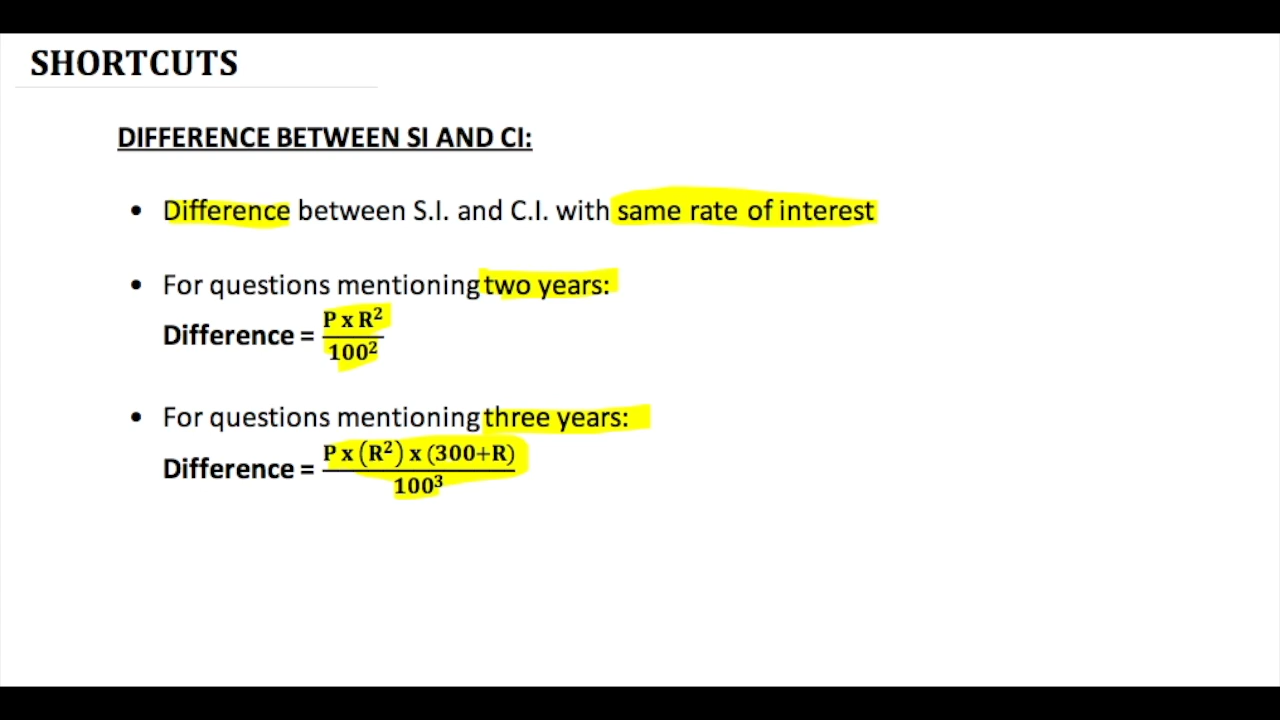 SHORTCUTS
DIFFERENCE BETWEEN SI AND CI:
• Difference between S.I. and C.I. with same rate of interest
• For questions mentioning two years:
Difference = P x R² / 100²
• For questions mentioning three years:
Difference = P x (R²) x (300+R) / 100³